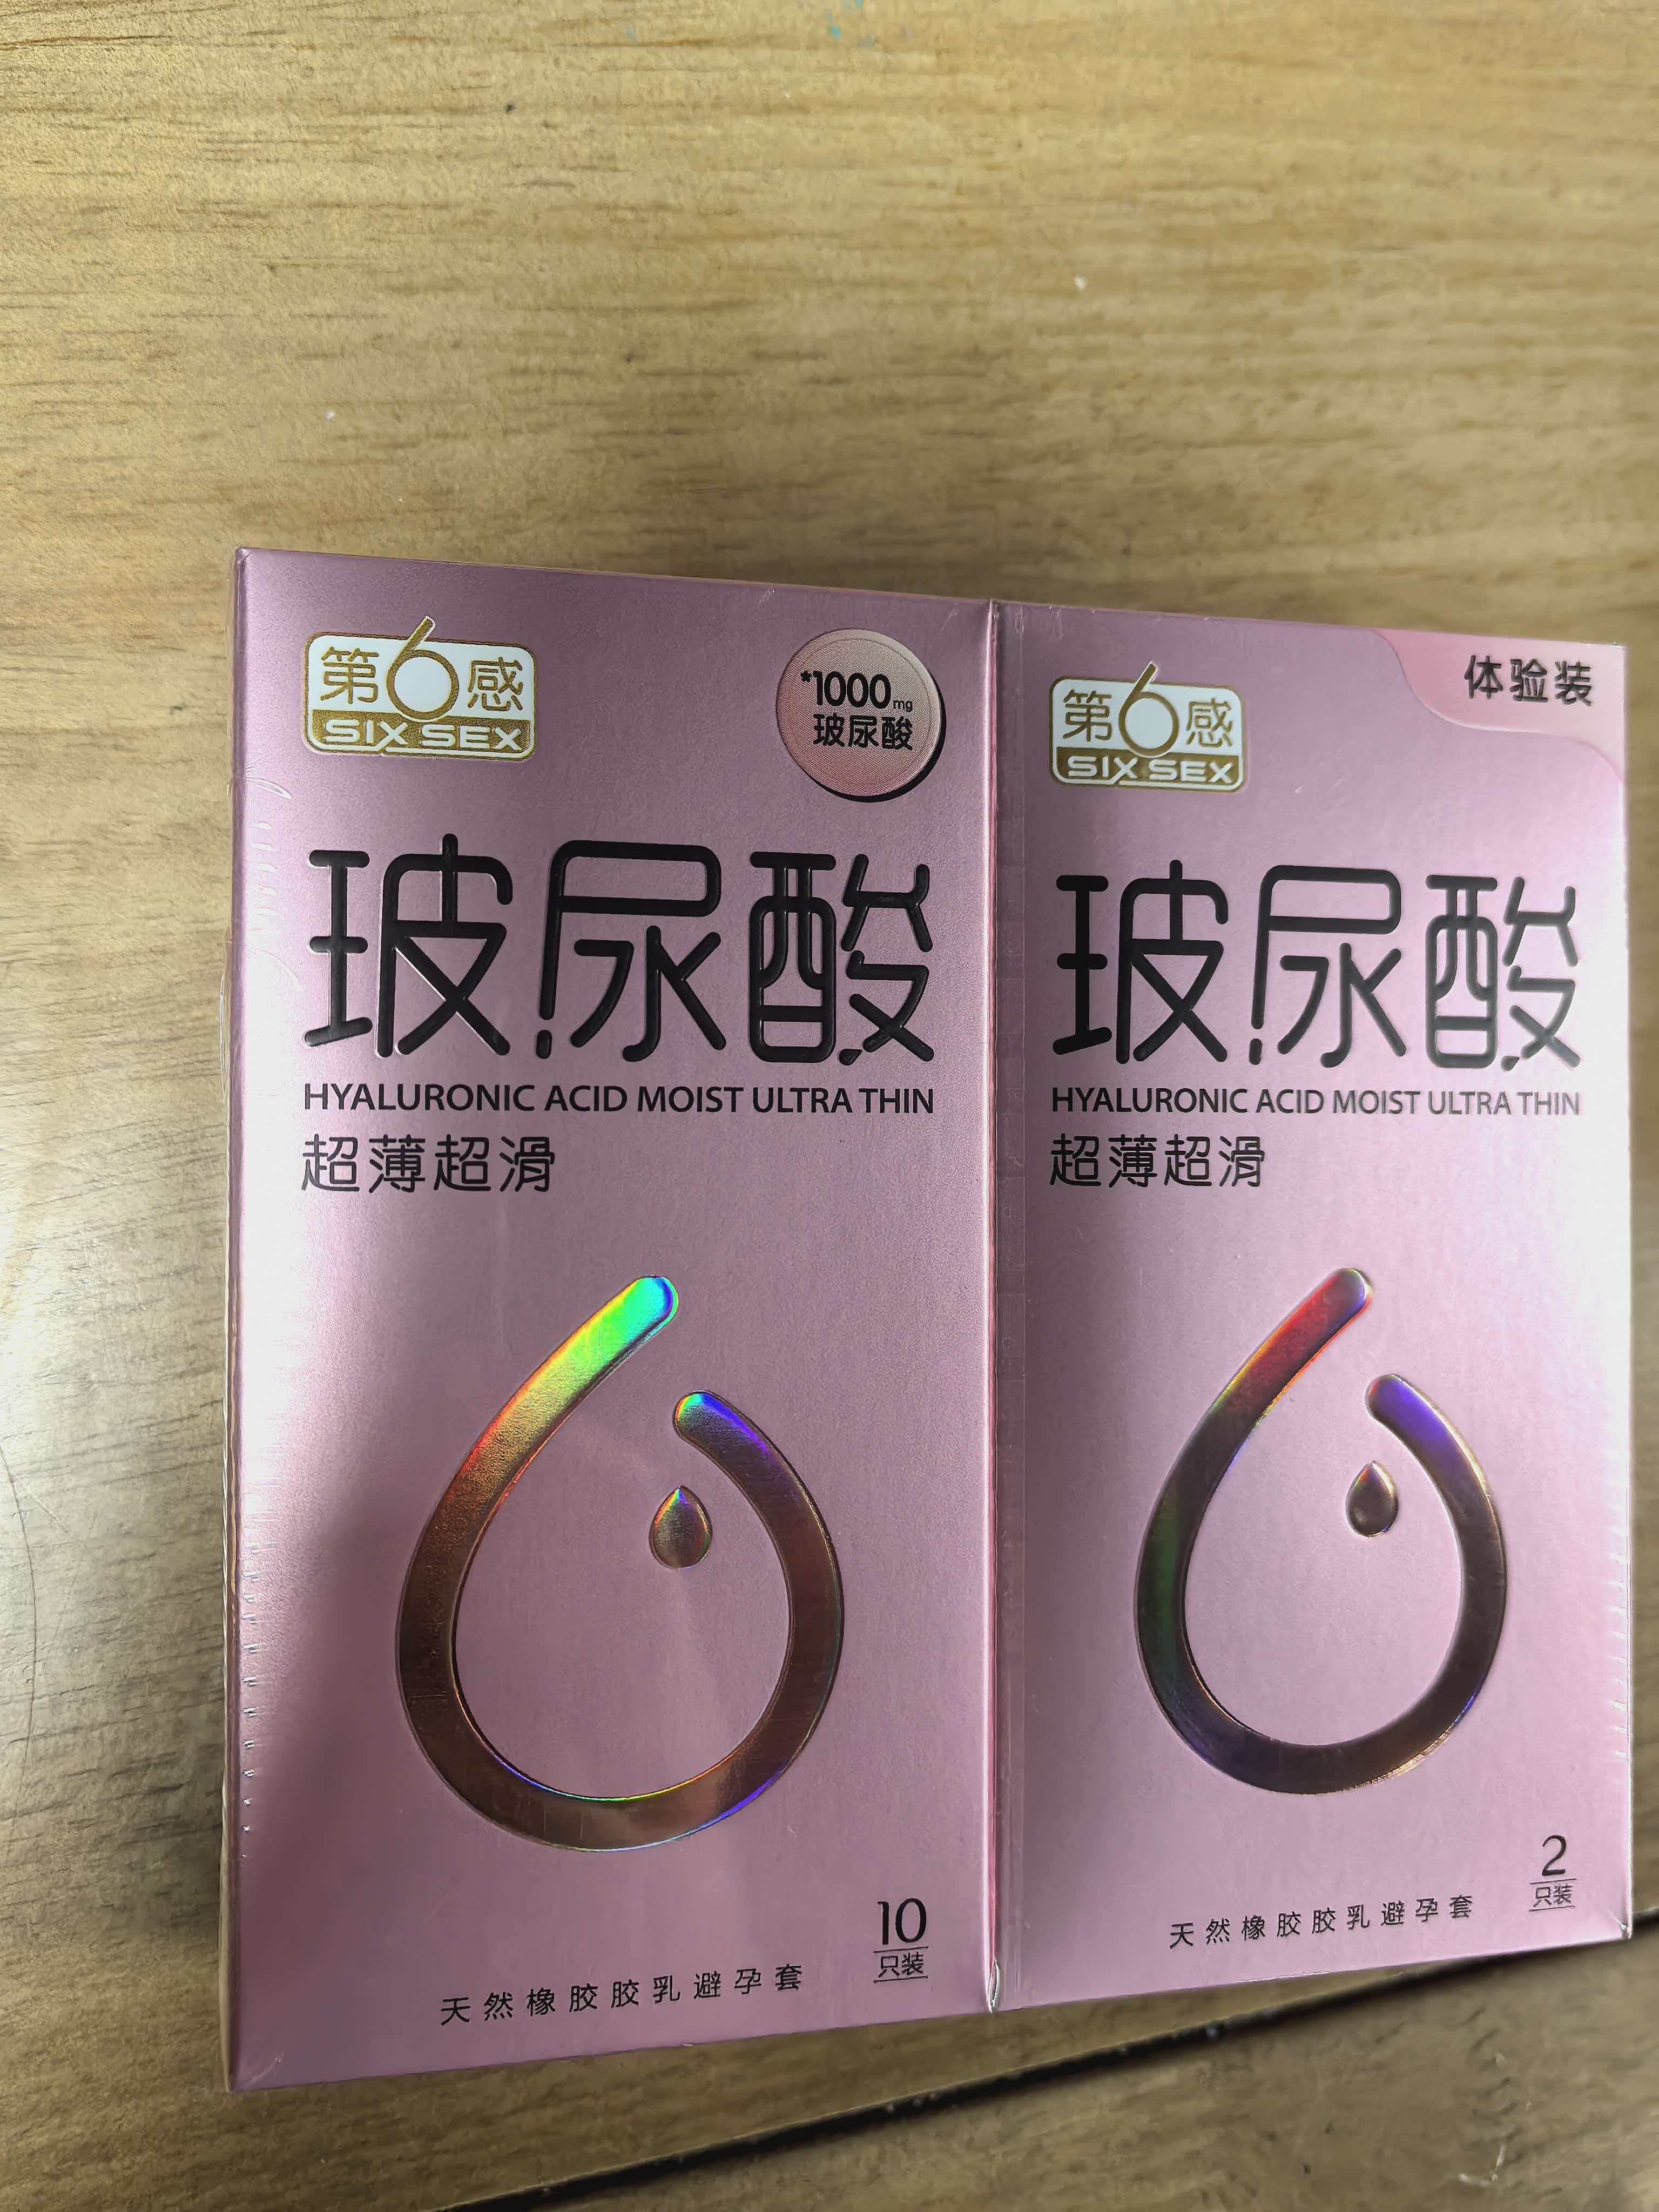 第6感
SIX SEX
*1000mg
玻尿酸
玻尿酸
HYALURONIC ACID MOIST ULTRA THIN
超薄超滑
10
只装
天然橡胶胶乳避孕套
体验装
第6感
SIX SEX
玻尿酸
HYALURONIC ACID MOIST ULTRA THIN
超薄超滑
2
只装
天然橡胶胶乳避孕套